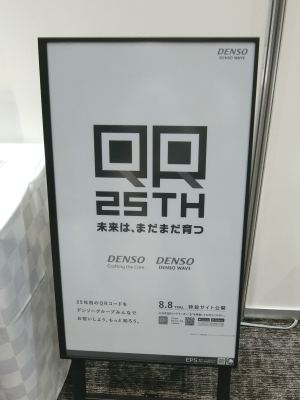 DENSO
DENSO WAVE
QR
25TH
未来は、まだまだ育つ
DENSO
Crafting the Core
DENSO
DENSO WAVE
25年目のQRコードを
デンソーグループみんなで
お祝いしよう。もっと知ろう。
8.8 THU. 特設サイト公開
EPS